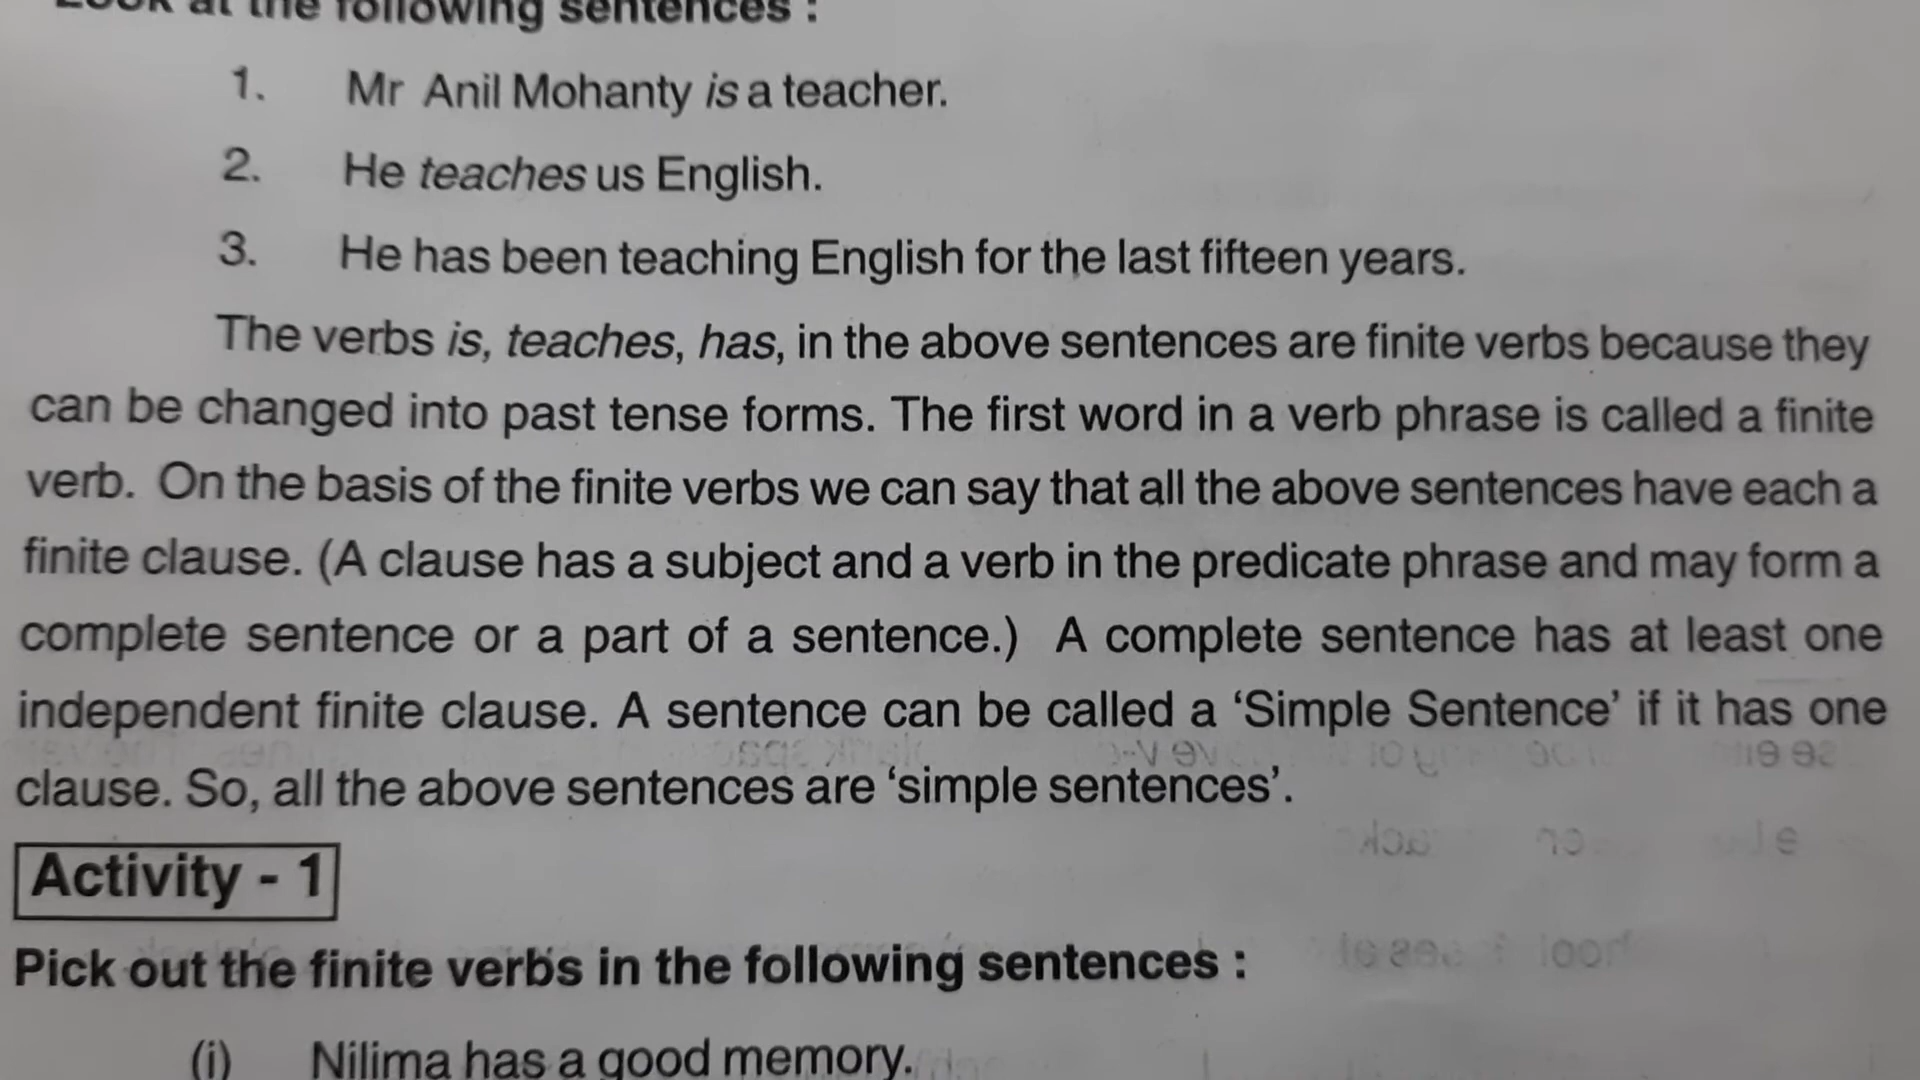 Look at the following sentences :
1. Mr Anil Mohanty is a teacher.
2. He teaches us English.
3. He has been teaching English for the last fifteen years.
The verbs is, teaches, has, in the above sentences are finite verbs because they
can be changed into past tense forms. The first word in a verb phrase is called a finite
verb. On the basis of the finite verbs we can say that all the above sentences have each a
finite clause. (A clause has a subject and a verb in the predicate phrase and may form a
complete sentence or a part of a sentence.) A complete sentence has at least one
independent finite clause. A sentence can be called a ‘Simple Sentence’ if it has one
clause. So, all the above sentences are ‘simple sentences’.
Activity - 1
Pick out the finite verbs in the following sentences :
(i) Nilima has a good memory.